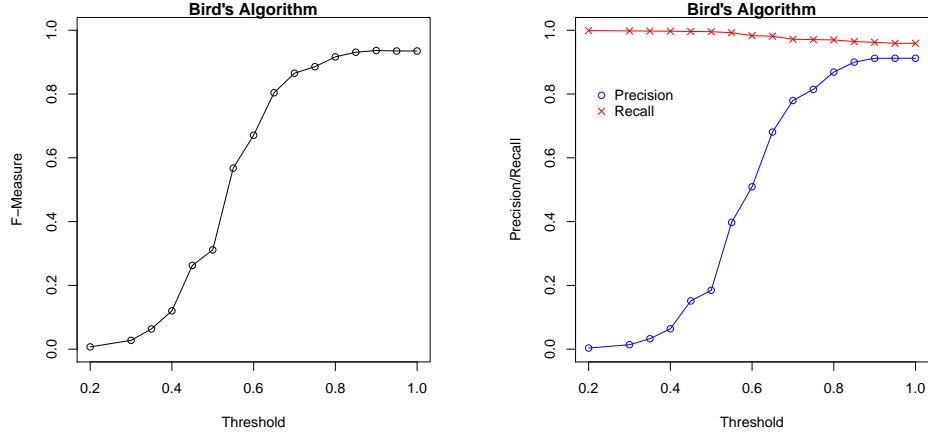 Bird's Algorithm
F−Measure
1.0
0.8
0.6
0.4
0.2
0.0
0.2 0.4 0.6 0.8 1.0
Threshold
Bird's Algorithm
Precision/Recall
1.0
0.8
0.6
0.4
0.2
0.0
Precision
Recall
0.2 0.4 0.6 0.8 1.0
Threshold